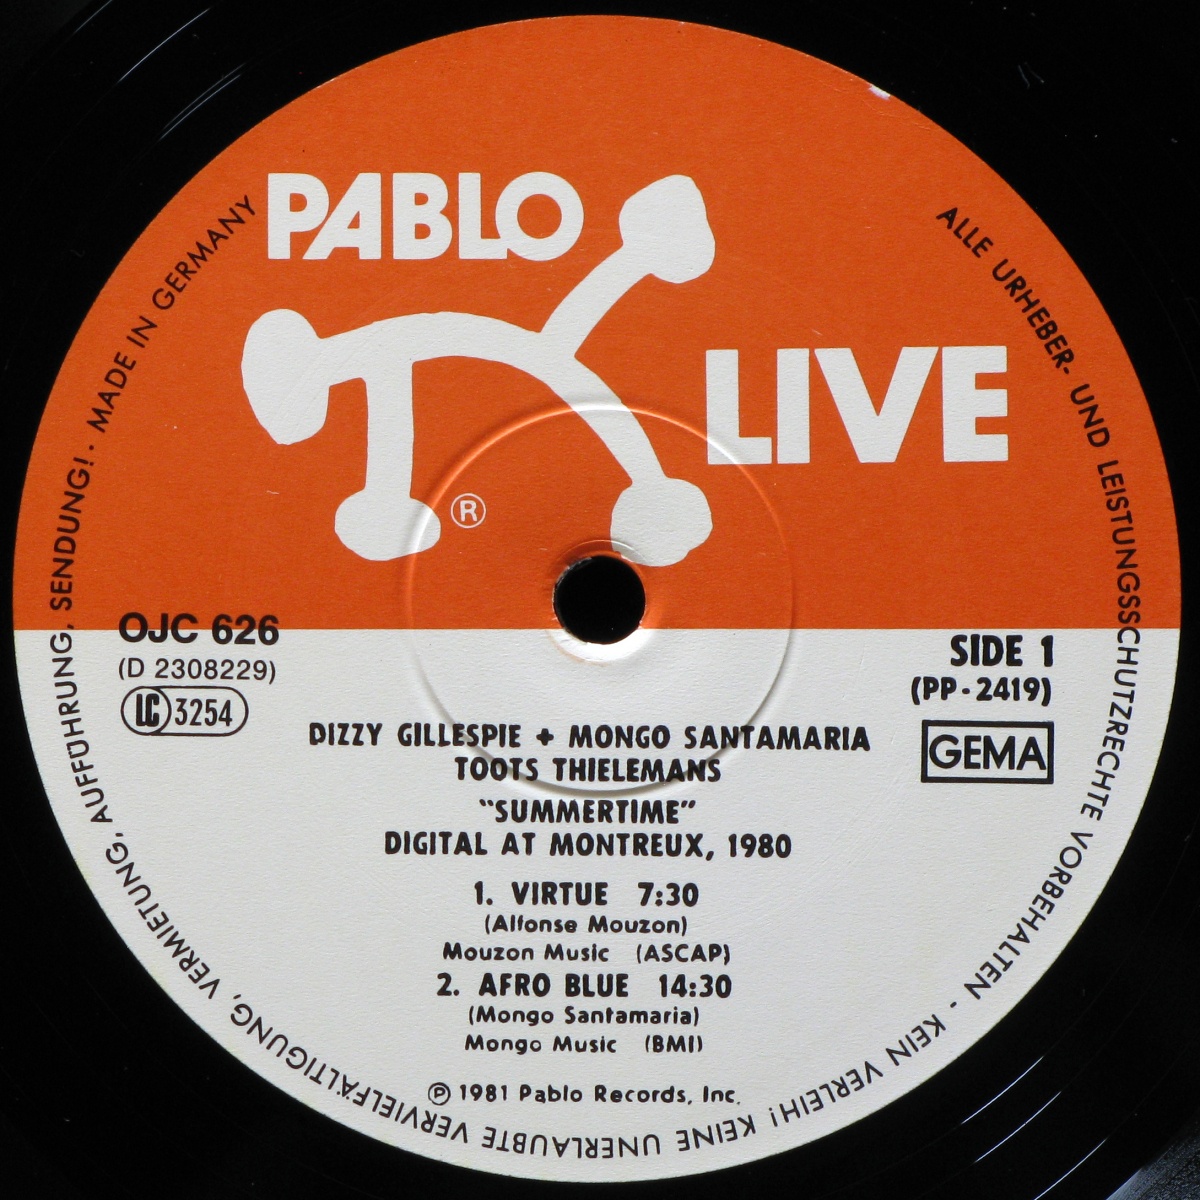 PABLO
LIVE
®
ALLE URHEBER- UND LEISTUNGSSCHUTZRECHTE VORBEHALTEN - KEIN VERLEIH! KEINE UNERLAUBTE VERVIELFÄLTIGUNG, VERMIETUNG, AUFFÜHRUNG, SENDUNG! · MADE IN GERMANY
OJC 626
(D 2308229)
LC 3254
SIDE 1
(PP-2419)
GEMA
DIZZY GILLESPIE + MONGO SANTAMARIA
TOOTS THIELEMANS
"SUMMERTIME"
DIGITAL AT MONTREUX, 1980
1. VIRTUE 7:30
(Alfonse Mouzon)
Mouzon Music (ASCAP)
2. AFRO BLUE 14:30
(Mongo Santamaria)
Mongo Music (BMI)
℗ 1981 Pablo Records, Inc.